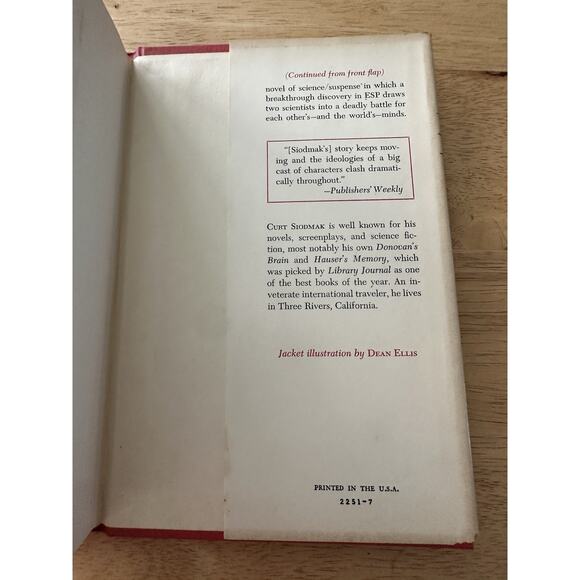 (Continued from front flap)
novel of science/suspense in which a
breakthrough discovery in ESP draws
two scientists into a deadly battle for
each other's—and the world's—minds.
"[Siodmak's] story keeps mov-
ing and the ideologies of a big
cast of characters clash dramati-
cally throughout."
—Publishers' Weekly
CURT SIODMAK is well known for his
novels, screenplays, and science fic-
tion, most notably his own Donovan's
Brain and Hauser's Memory, which
was picked by Library Journal as one
of the best books of the year. An in-
veterate international traveler, he lives
in Three Rivers, California.
Jacket illustration by DEAN ELLIS
PRINTED IN THE U.S.A.
2251-7